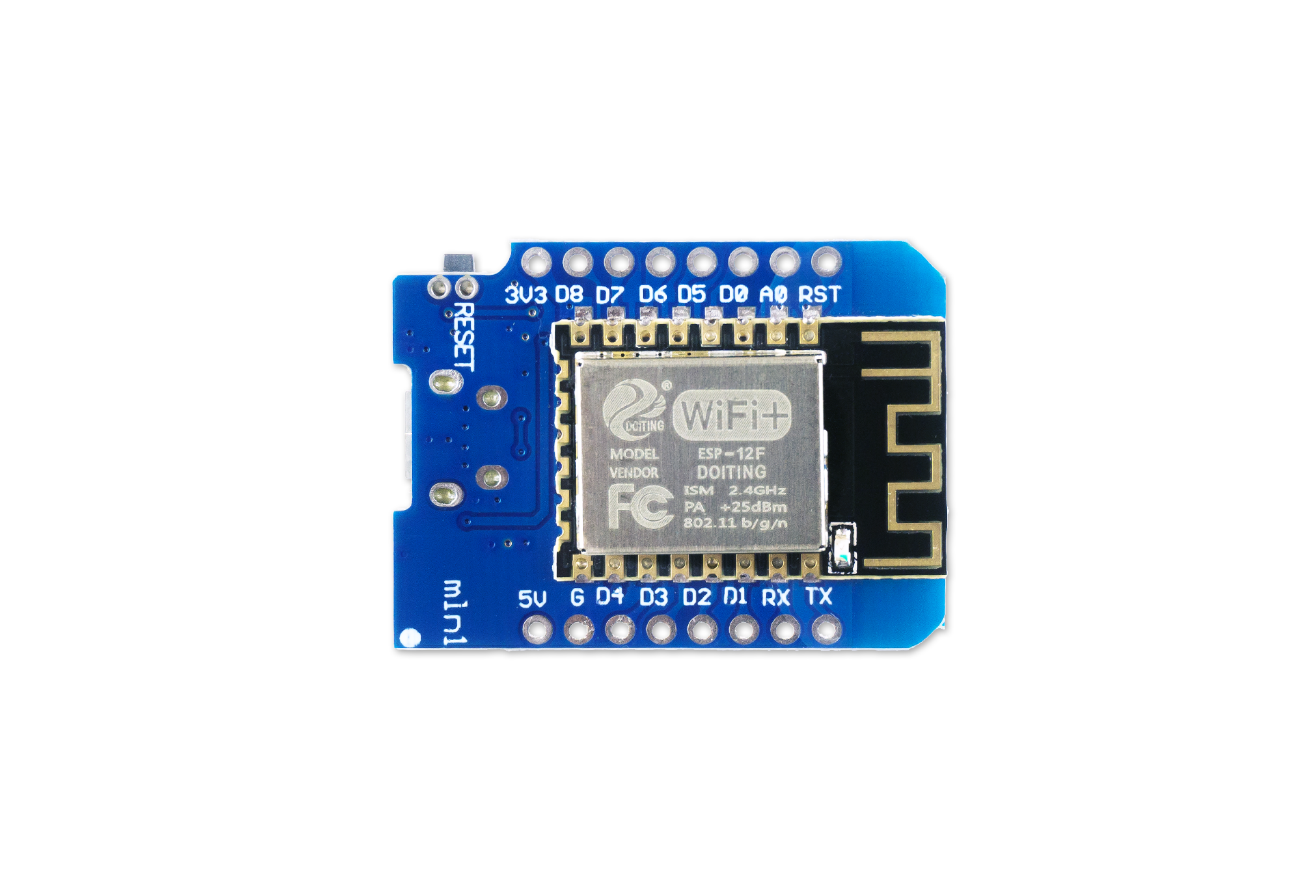 3V3 D8 D7 D6 D5 D0 A0 RST
RESET
®
DOITING
WiFi+
MODEL ESP-12F
VENDOR DOITING
FC
ISM 2.4GHz
PA +25dBm
802.11 b/g/n
mini
5V G D4 D3 D2 D1 RX TX